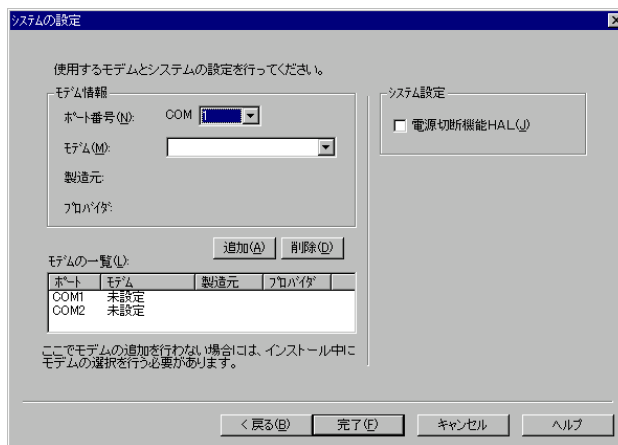 システムの設定
使用するモデムとシステムの設定を行ってください。
モデム情報
ポート番号(N): COM 1
モデム(M):
製造元:
プロバイダ:
追加(A) 削除(D)
モデムの一覧(L):
ポート モデム 製造元 プロバイダ
COM1 未設定
COM2 未設定
ここでモデムの追加を行わない場合には、インストール中に
モデムの選択を行う必要があります。
システム設定
電源切断機能HAL(J)
< 戻る(B) 完了(F) キャンセル ヘルプ